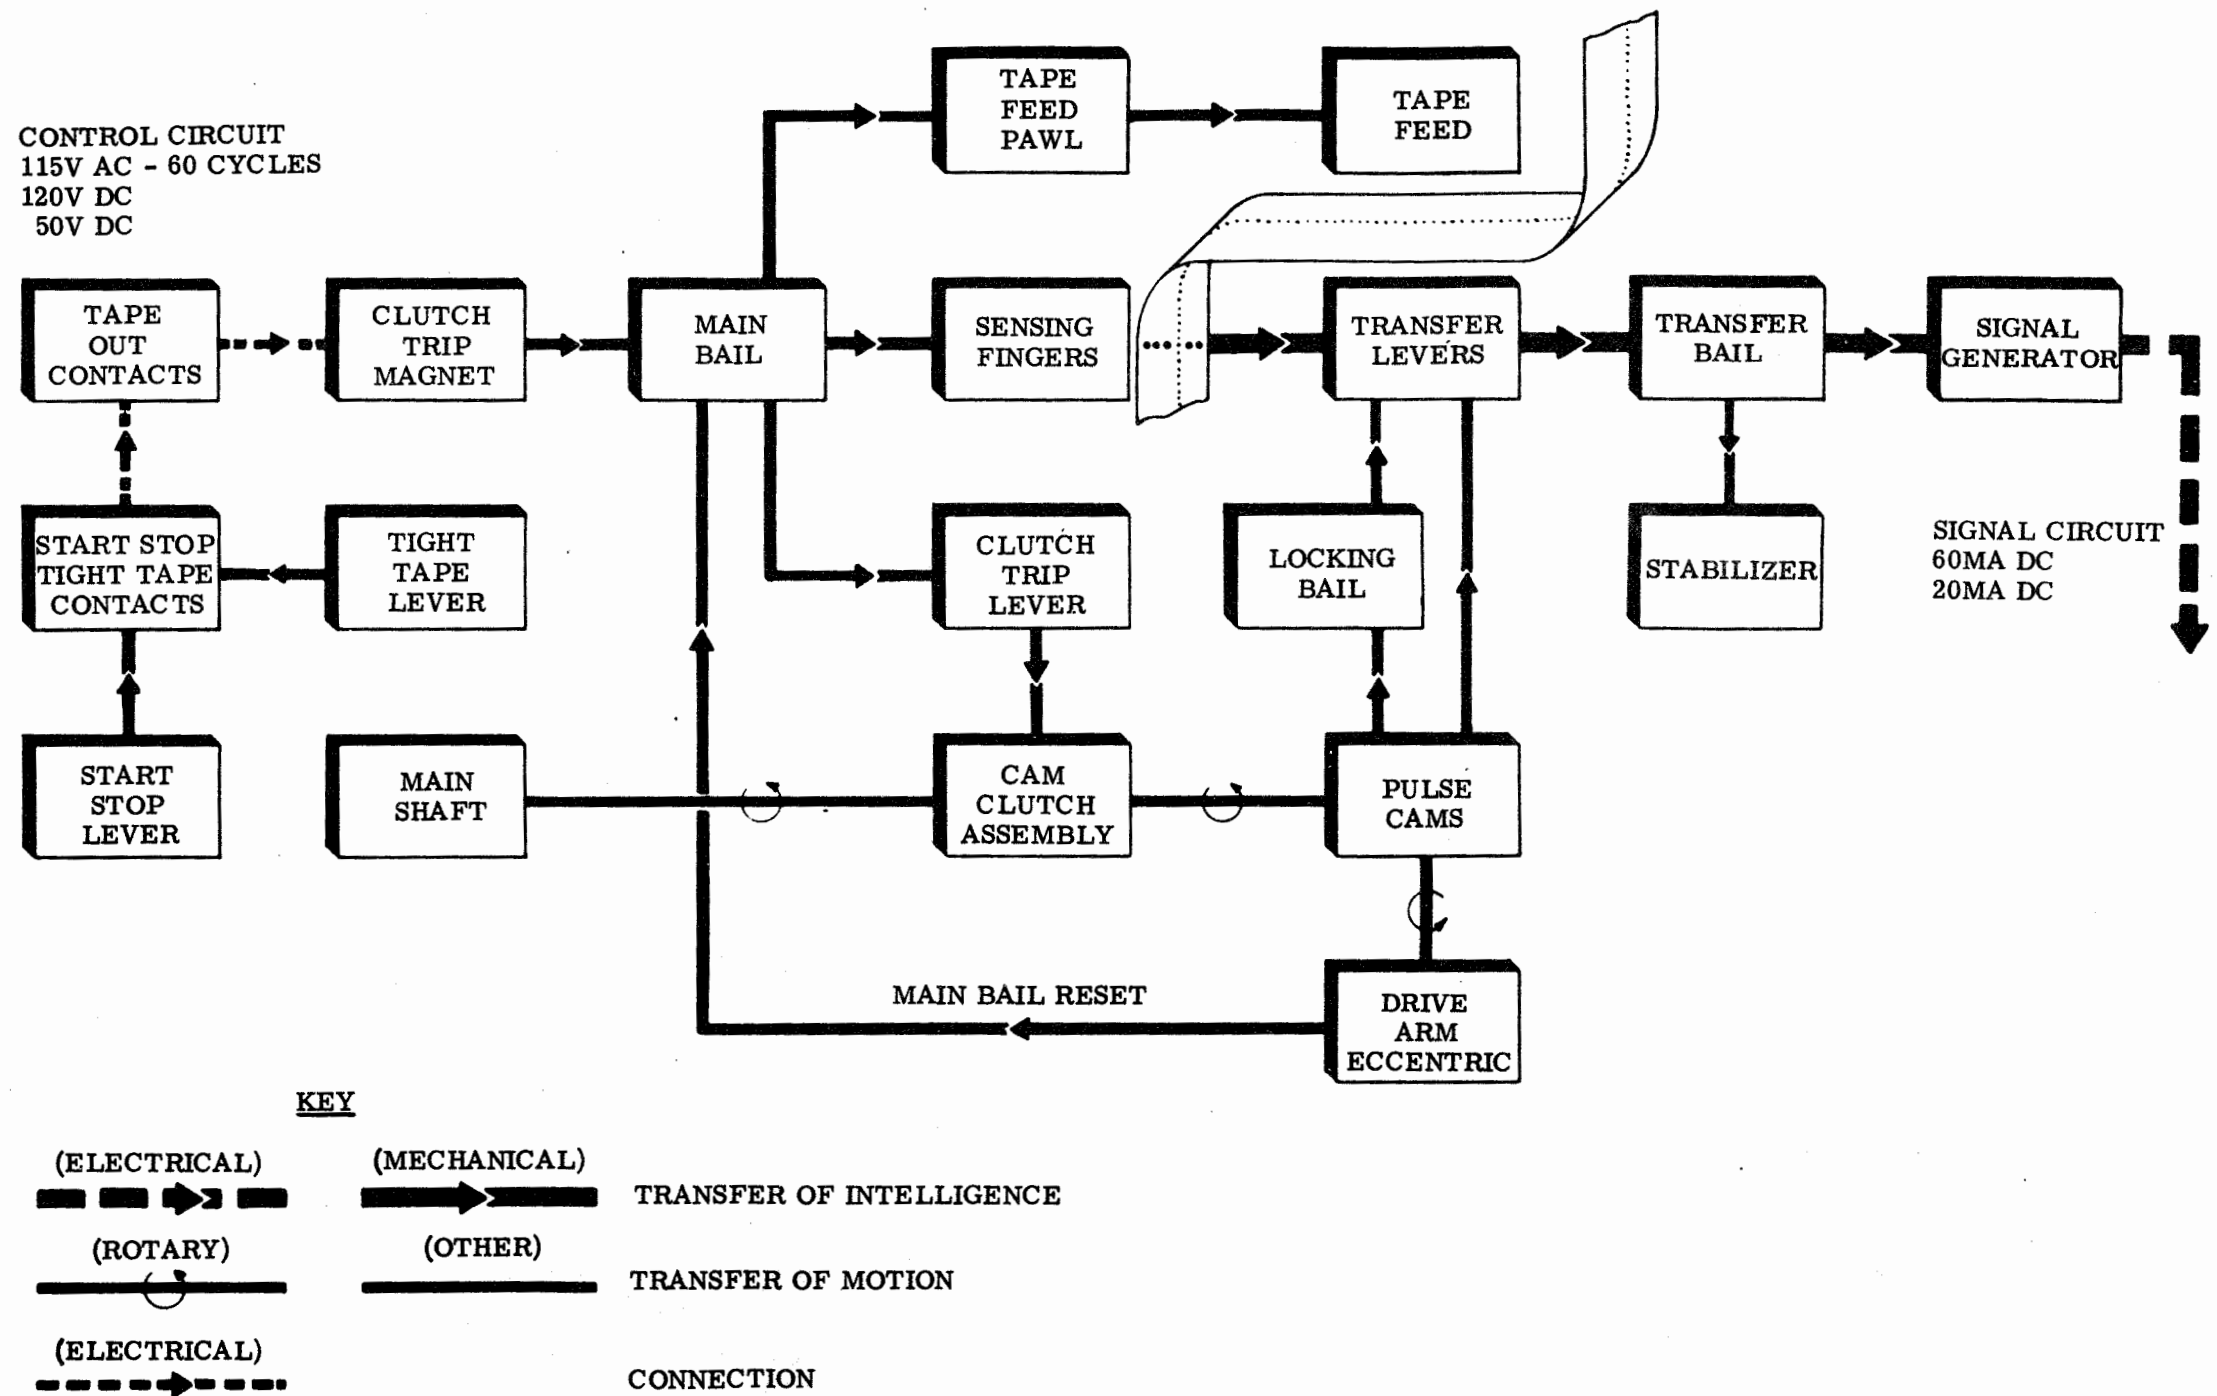 TAPE
FEED
PAWL
TAPE
FEED
CONTROL CIRCUIT
115V AC - 60 CYCLES
120V DC
50V DC
TAPE
OUT
CONTACTS
CLUTCH
TRIP
MAGNET
MAIN
BAIL
SENSING
FINGERS
TRANSFER
LEVERS
TRANSFER
BAIL
SIGNAL
GENERATOR
START STOP
TIGHT TAPE
CONTACTS
TIGHT
TAPE
LEVER
CLUTCH
TRIP
LEVER
LOCKING
BAIL
STABILIZER
SIGNAL CIRCUIT
60MA DC
20MA DC
START
STOP
LEVER
MAIN
SHAFT
CAM
CLUTCH
ASSEMBLY
PULSE
CAMS
MAIN BAIL RESET
DRIVE
ARM
ECCENTRIC
KEY
(ELECTRICAL)
(MECHANICAL)
TRANSFER OF INTELLIGENCE
(ROTARY)
(OTHER)
TRANSFER OF MOTION
(ELECTRICAL)
CONNECTION